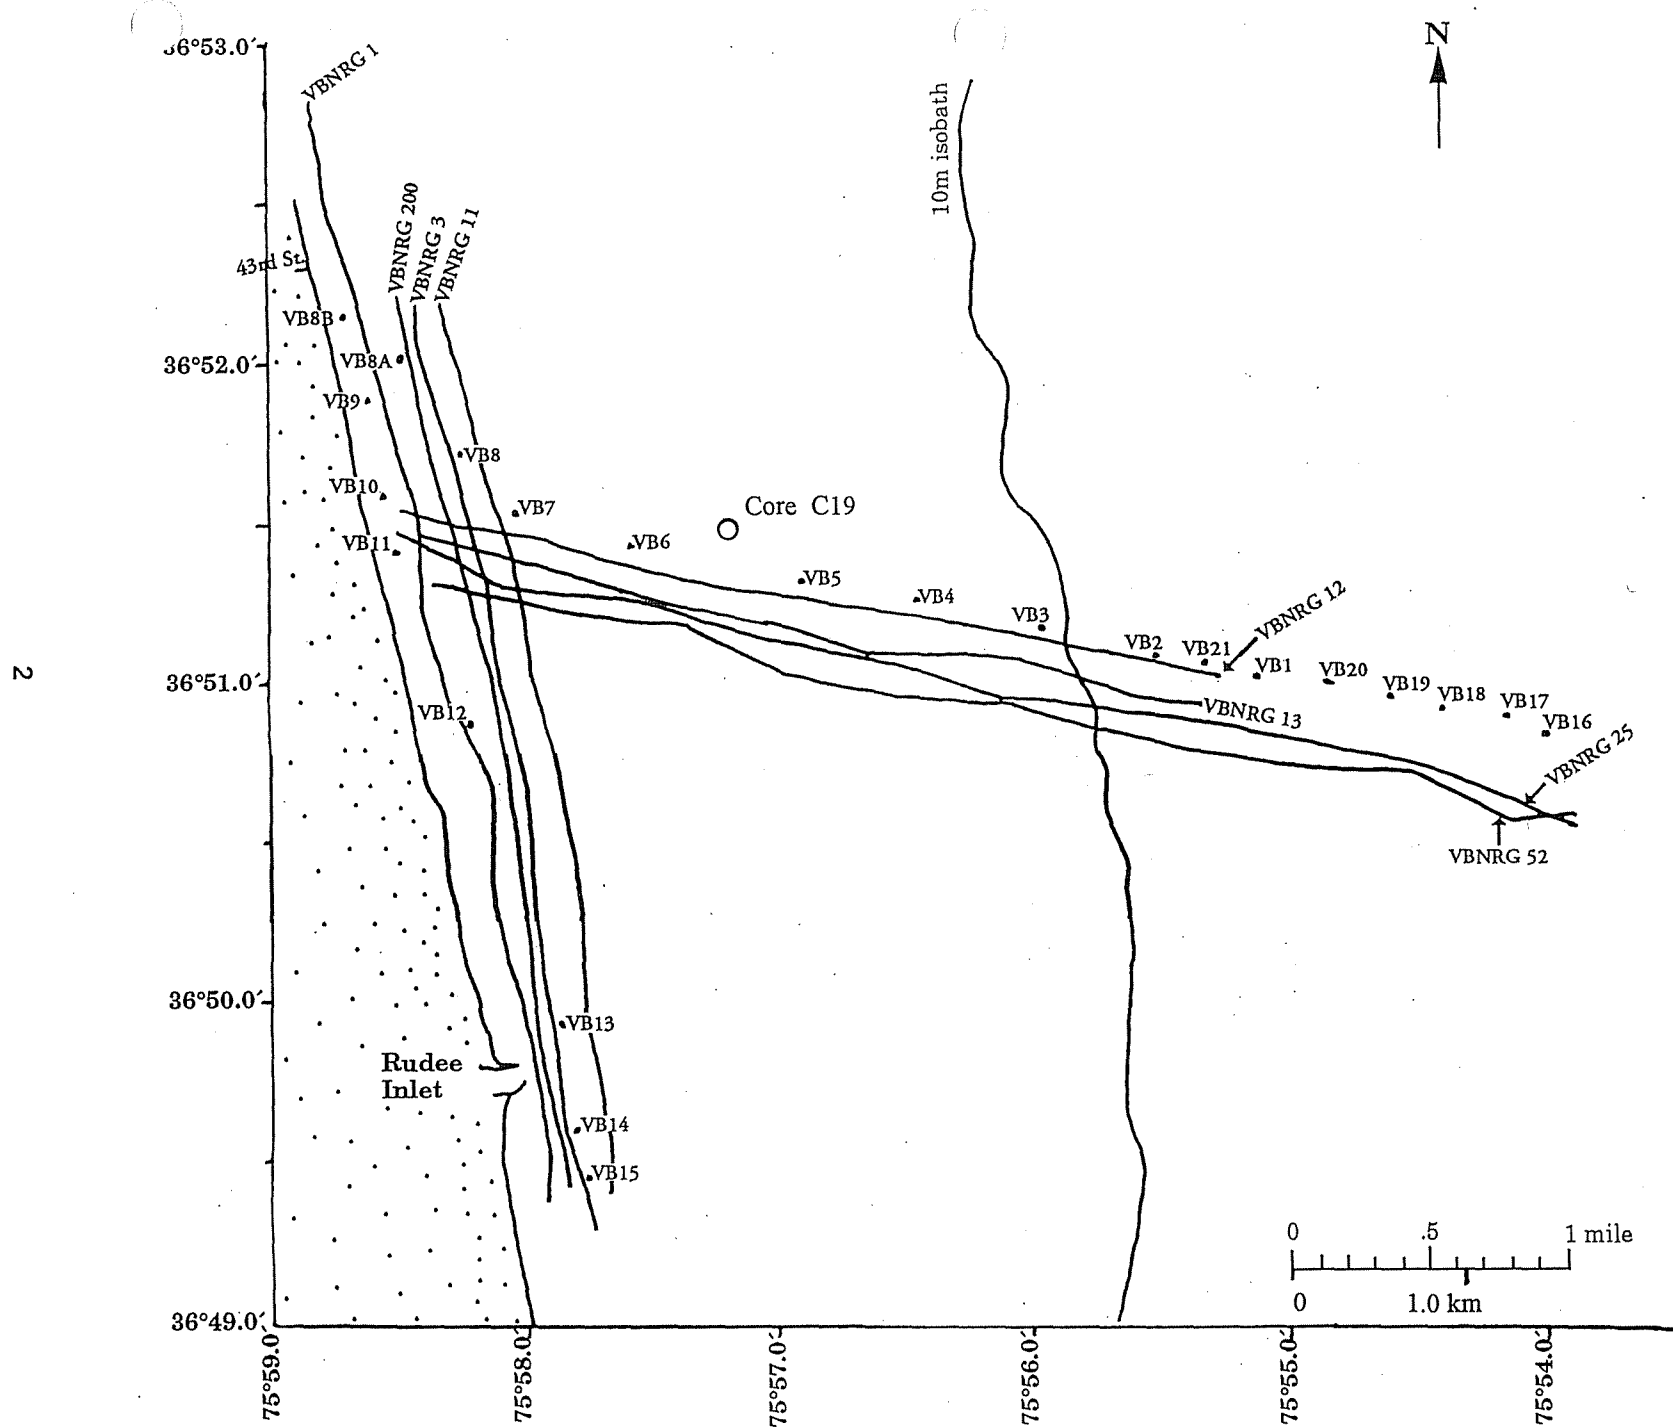 N
36°53.0′
VBNRG 1
10m isobath
VBNRG 200
VBNRG 3
VBNRG 11
43rd St.
VB8B
VB8A
36°52.0′
VB9
VB8
VB10
VB7
Core C19
VB11
VB6
VB5
VB4
VB3
VBNRG 12
VB2
VB21
VB1
VB20
VB19
VB18
VB17
VB16
36°51.0′
VB12
VBNRG 13
VBNRG 25
VBNRG 52
2
36°50.0′
VB13
Rudee
Inlet
VB14
VB15
0 .5 1 mile
0 1.0 km
36°49.0′
75°59.0′
75°58.0′
75°57.0′
75°56.0′
75°55.0′
75°54.0′